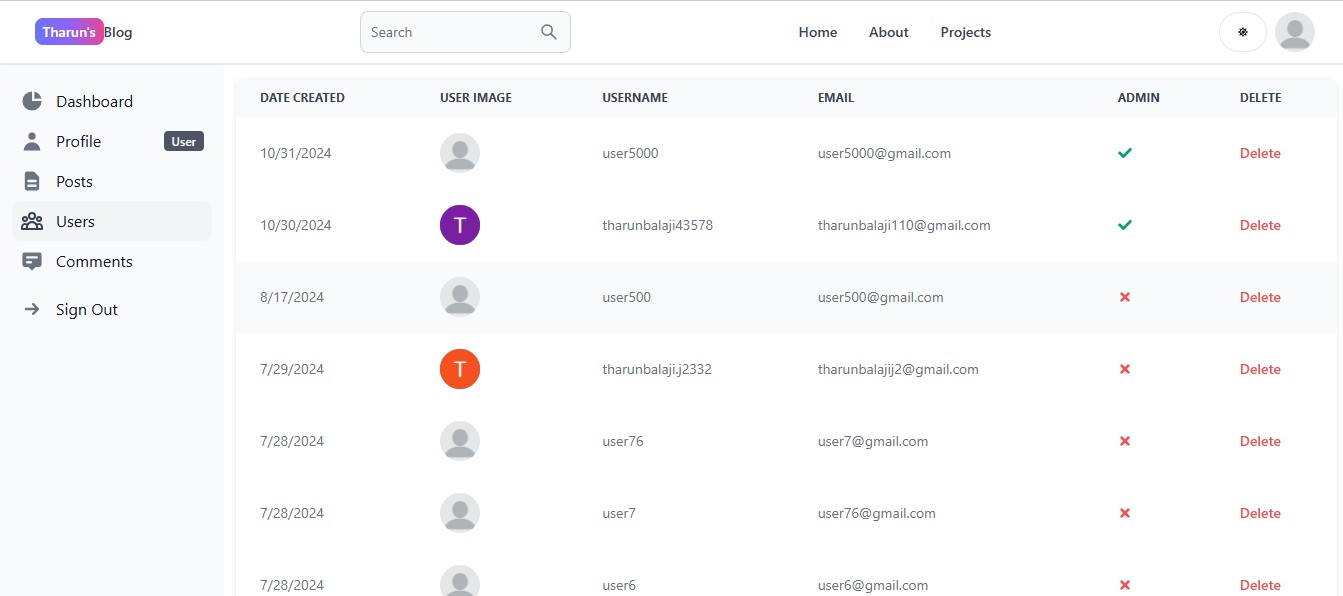 Tharun's Blog Search Home About Projects
Dashboard
Profile User
Posts
Users
Comments
Sign Out
DATE CREATED USER IMAGE USERNAME EMAIL ADMIN DELETE
10/31/2024 user5000 user5000@gmail.com Delete
10/30/2024 T tharunbalaji43578 tharunbalaji110@gmail.com Delete
8/17/2024 user500 user500@gmail.com Delete
7/29/2024 T tharunbalaji.j2332 tharunbalajij2@gmail.com Delete
7/28/2024 user76 user7@gmail.com Delete
7/28/2024 user7 user76@gmail.com Delete
7/28/2024 user6 user6@gmail.com Delete